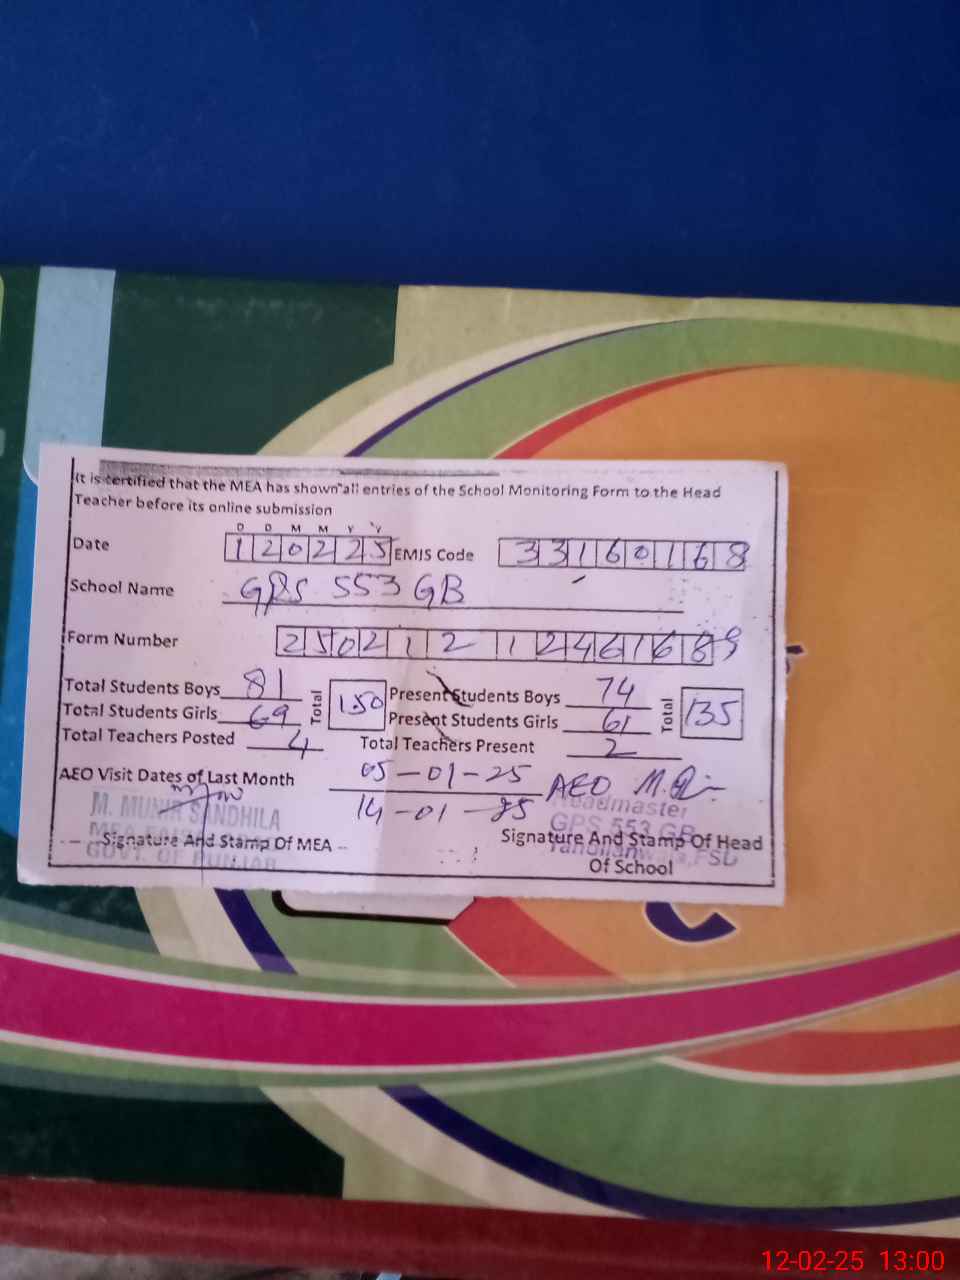 It is certified that the MEA has shown all entries of the School Monitoring Form to the Head
Teacher before its online submission
D D M M Y Y
Date 120225 EMIS Code 33160168
School Name GPS 553 GB
Form Number 25021212461689
Total Students Boys 81 Total 150 Present Students Boys 74 Total 135
Total Students Girls 69 Present Students Girls 61
Total Teachers Posted 4 Total Teachers Present 2
AEO Visit Dates of Last Month 05-01-25 AEO
14-01-25
M. MUNIR SANDHILA
GOVT. OF PUNJAB
Signature And Stamp Of MEA
Headmaster
GPS 553 GB
Signature And Stamp Of Head
Of School
12-02-25 13:00